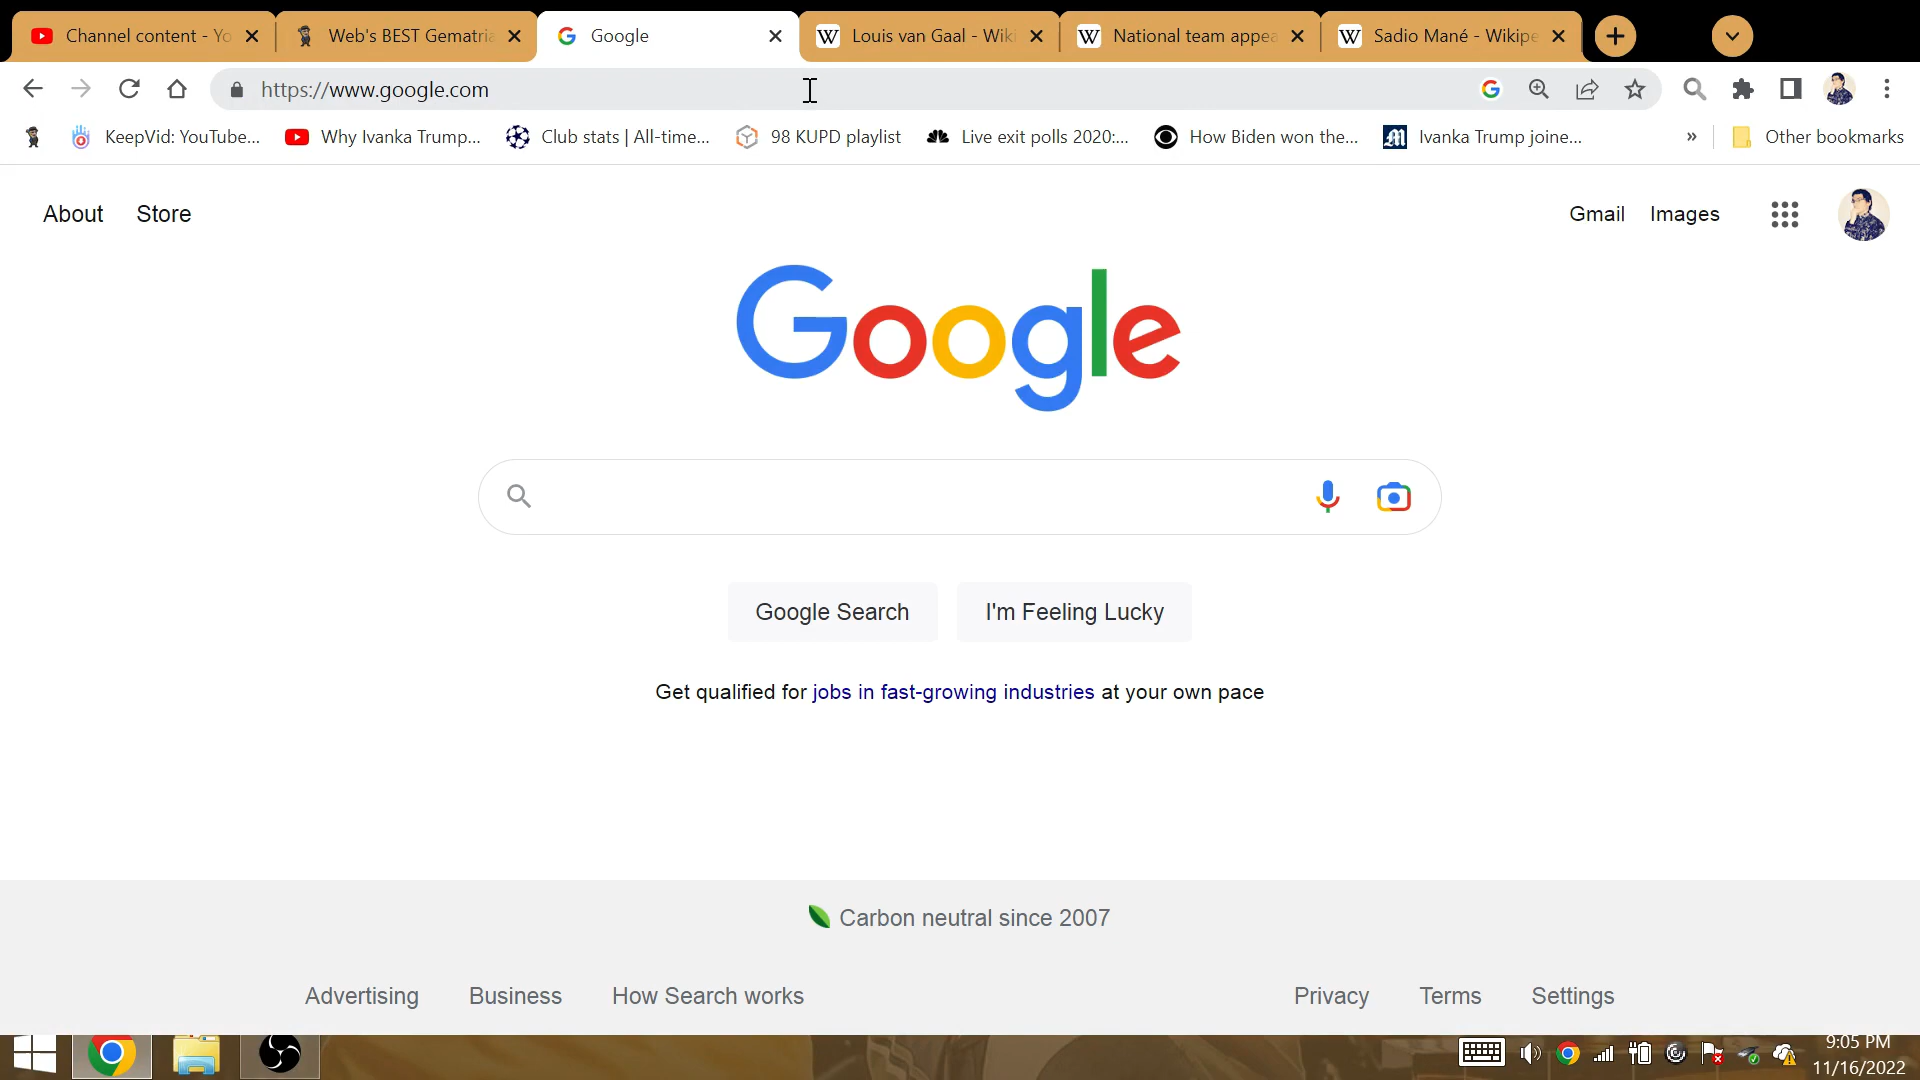 Channel content - Yo
Web's BEST Gematria
Google
Louis van Gaal - Wiki
National team appea
Sadio Mané - Wikipe
https://www.google.com
KeepVid: YouTube...
Why Ivanka Trump...
Club stats | All-time...
98 KUPD playlist
Live exit polls 2020:...
How Biden won the...
Ivanka Trump joine...
»
Other bookmarks
About Store
Gmail Images
Google
Google Search
I'm Feeling Lucky
Get qualified for jobs in fast-growing industries at your own pace
Carbon neutral since 2007
Advertising Business How Search works
Privacy Terms Settings
9:05 PM
11/16/2022